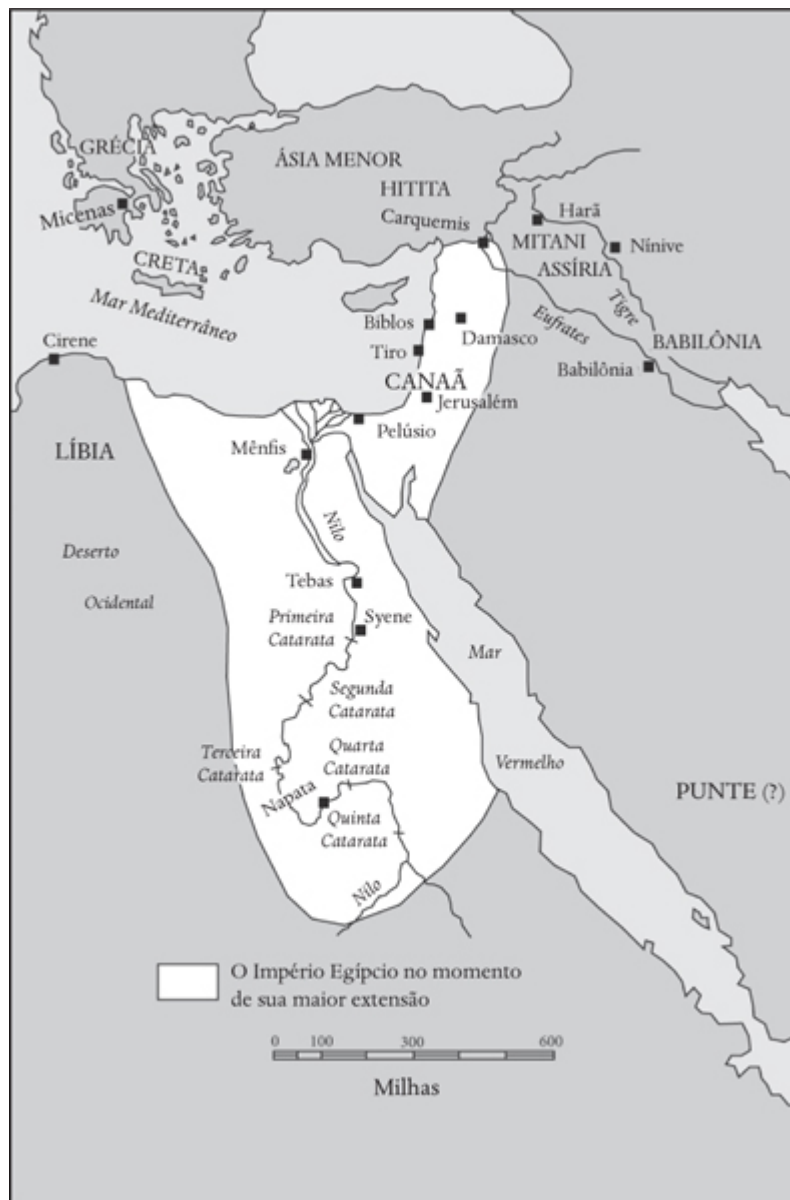 GRÉCIA
ÁSIA MENOR
HITITA
Micenas
Carquemis
Harã
MITANI
Nínive
ASSÍRIA
CRETA
Mar Mediterrâneo
Tigre
Eufrates
Biblos
Damasco
BABILÔNIA
Cirene
Tiro
Babilônia
CANAÃ
Jerusalém
Pelúsio
LÍBIA
Mênfis
Nilo
Deserto
Ocidental
Tebas
Primeira
Catarata
Syene
Mar
Vermelho
Segunda
Catarata
Terceira
Catarata
Quarta
Catarata
Napata
Quinta
Catarata
PUNTE (?)
Nilo
O Império Egípcio no momento
de sua maior extensão
0 100 300 600
Milhas